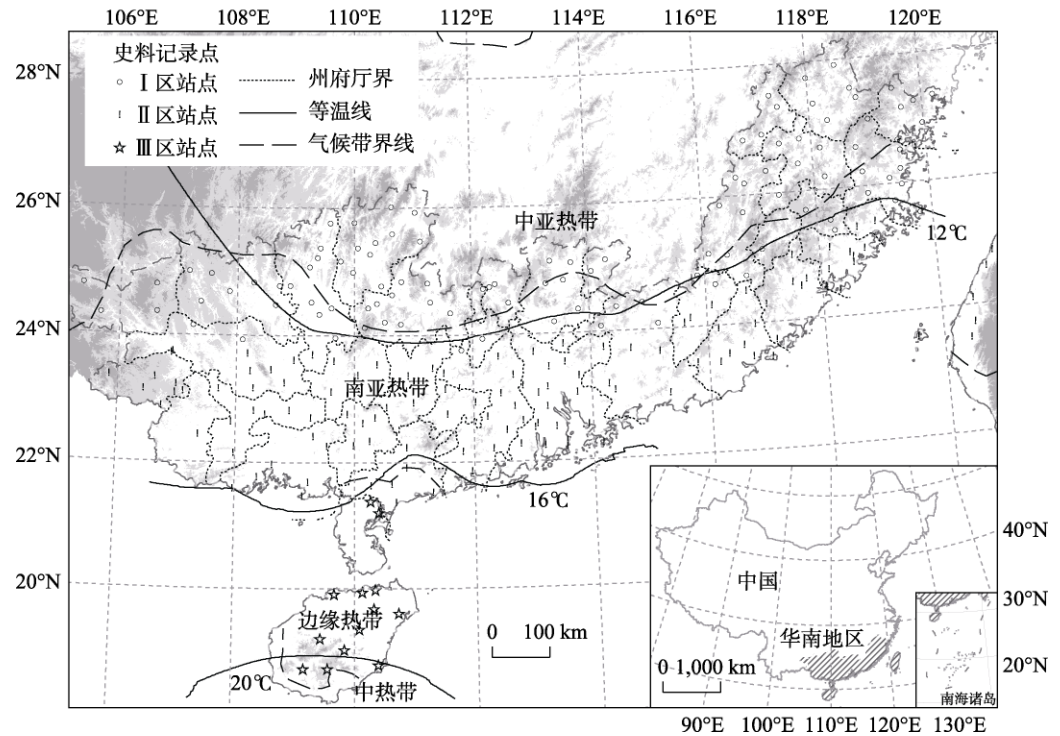 106°E 108°E 110°E 112°E 114°E 116°E 118°E 120°E
28°N
26°N
24°N
22°N
20°N
史料记录点
Ⅰ区站点
Ⅱ区站点
Ⅲ区站点
州府厅界
等温线
气候带界线
中亚热带
12℃
南亚热带
16℃
边缘热带
20℃
中热带
0 100 km
中国
华南地区
0 1,000 km
南海诸岛
40°N
30°N
20°N
90°E 100°E 110°E 120°E 130°E